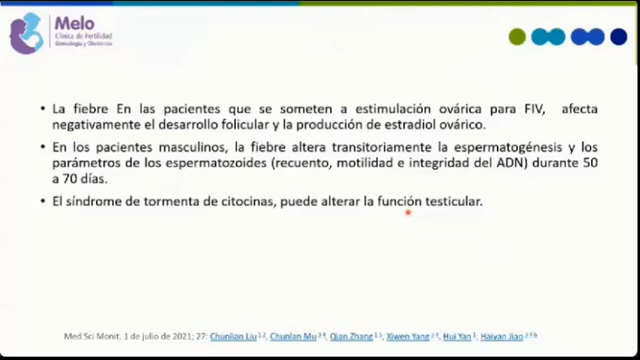 Melo
Clínica de Fertilidad
Ginecología y Obstetricia
• La fiebre En las pacientes que se someten a estimulación ovárica para FIV, afecta
negativamente el desarrollo folicular y la producción de estradiol ovárico.
• En los pacientes masculinos, la fiebre altera transitoriamente la espermatogénesis y los
parámetros de los espermatozoides (recuento, motilidad e integridad del ADN) durante 50
a 70 días.
• El síndrome de tormenta de citocinas, puede alterar la función testicular.
Med Sci Monit. 1 de julio de 2021; 27: Chunlian Liu, Chunlan Mu, Qian Zhang, Xiwen Yang, Hui Yan, Haiyan Jiao